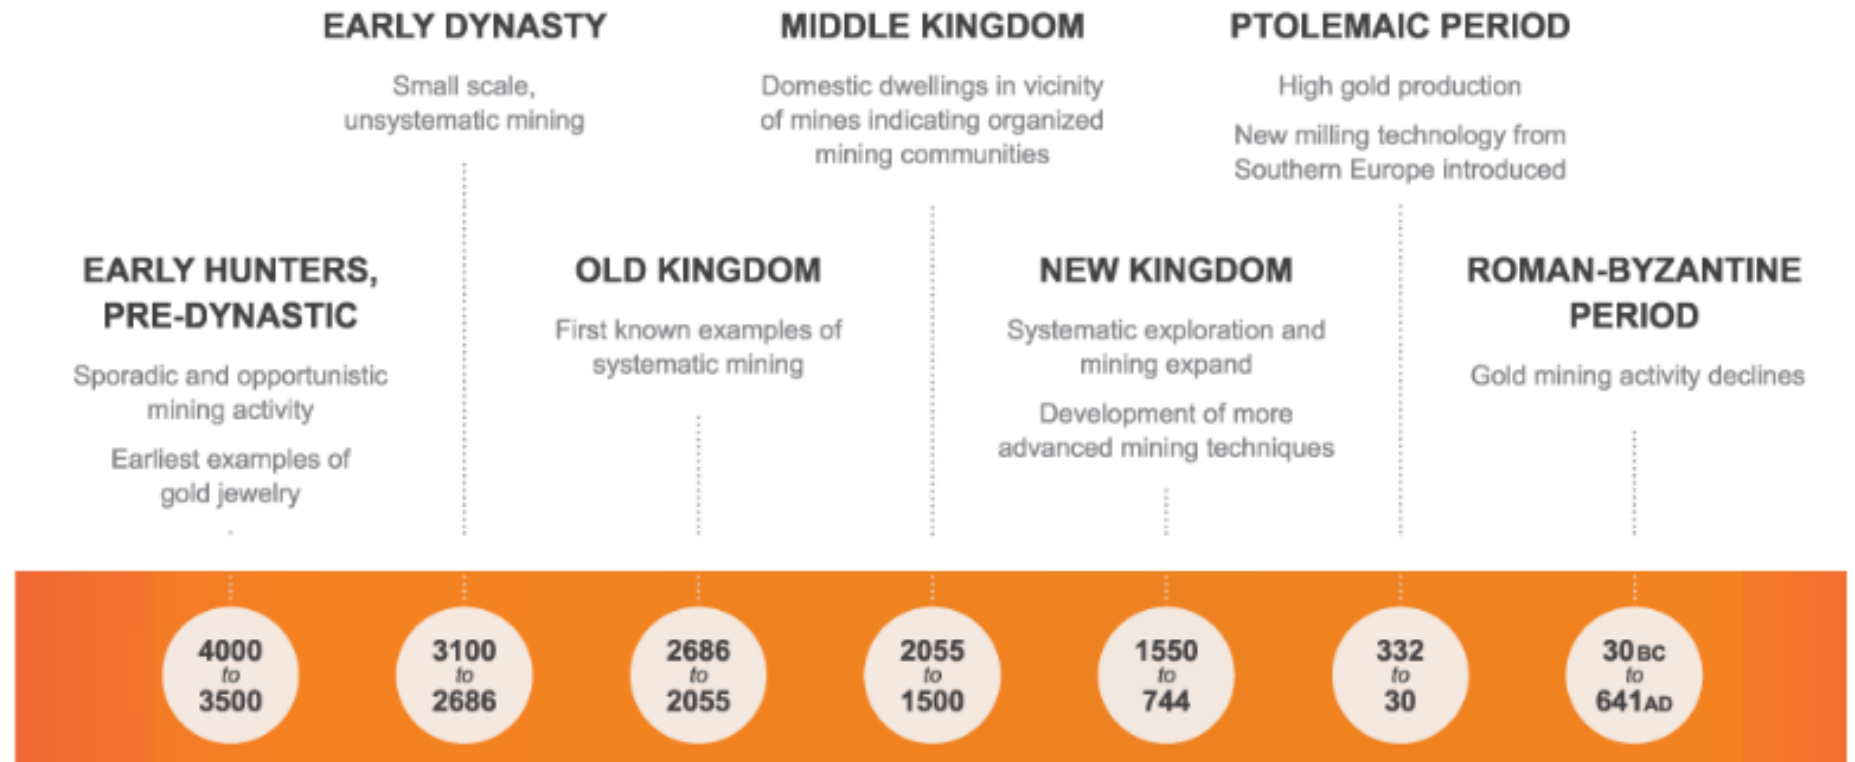 EARLY DYNASTY
Small scale,
unsystematic mining
MIDDLE KINGDOM
Domestic dwellings in vicinity
of mines indicating organized
mining communities
PTOLEMAIC PERIOD
High gold production
New milling technology from
Southern Europe introduced
EARLY HUNTERS,
PRE-DYNASTIC
Sporadic and opportunistic
mining activity
Earliest examples of
gold jewelry
OLD KINGDOM
First known examples of
systematic mining
NEW KINGDOM
Systematic exploration and
mining expand
Development of more
advanced mining techniques
ROMAN-BYZANTINE
PERIOD
Gold mining activity declines
4000
to
3500
3100
to
2686
2686
to
2055
2055
to
1500
1550
to
744
332
to
30
30 BC
to
641 AD